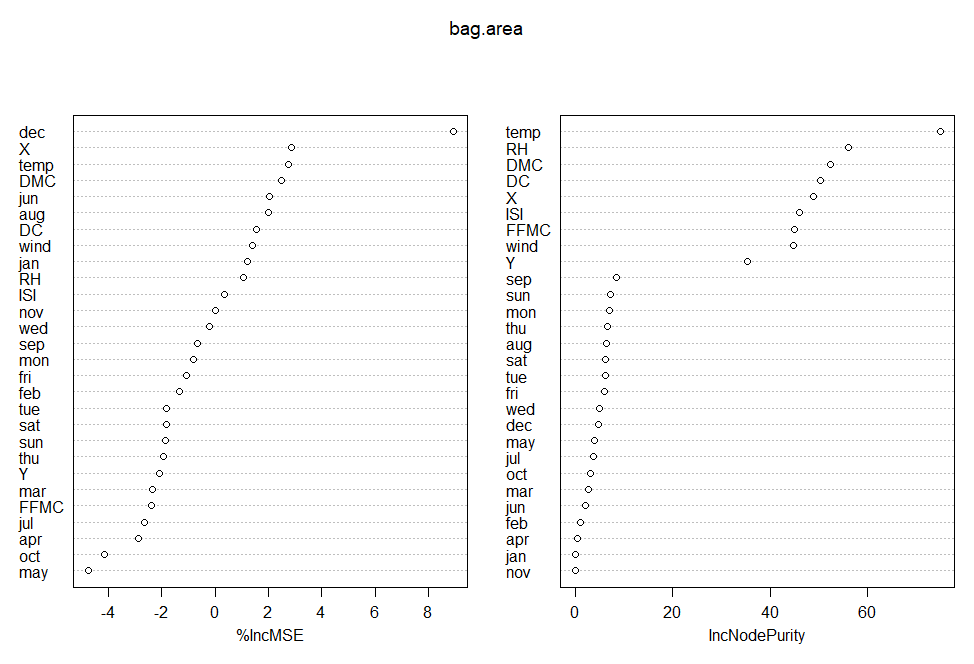 bag.area
dec
X
temp
DMC
jun
aug
DC
wind
jan
RH
ISI
nov
wed
sep
mon
fri
feb
tue
sat
sun
thu
Y
mar
FFMC
jul
apr
oct
may
-4 -2 0 2 4 6 8
%IncMSE
temp
RH
DMC
DC
X
ISI
FFMC
wind
Y
sep
sun
mon
thu
aug
sat
tue
fri
wed
dec
may
jul
oct
mar
jun
feb
apr
jan
nov
0 20 40 60
IncNodePurity